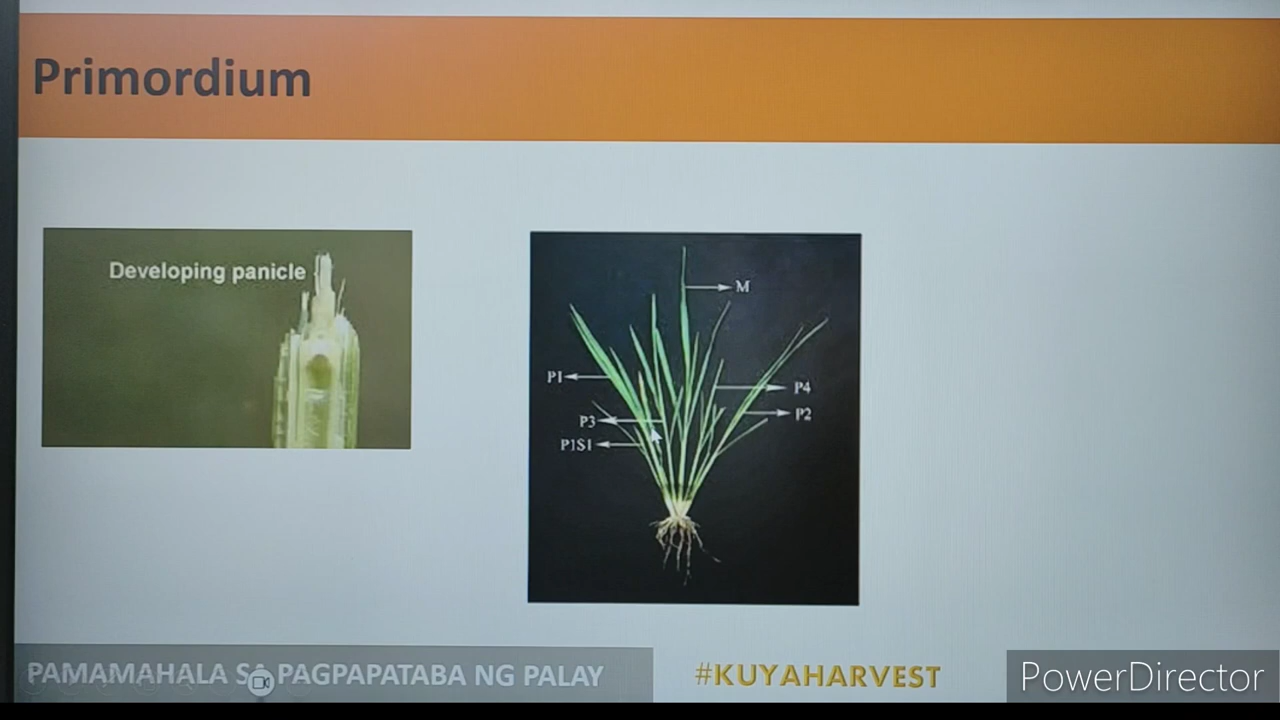 Primordium
Developing panicle
M
P1
P4
P3
P2
P1S1
PAMAMAHALA SA PAGPAPATABA NG PALAY
#KUYAHARVEST
PowerDirector